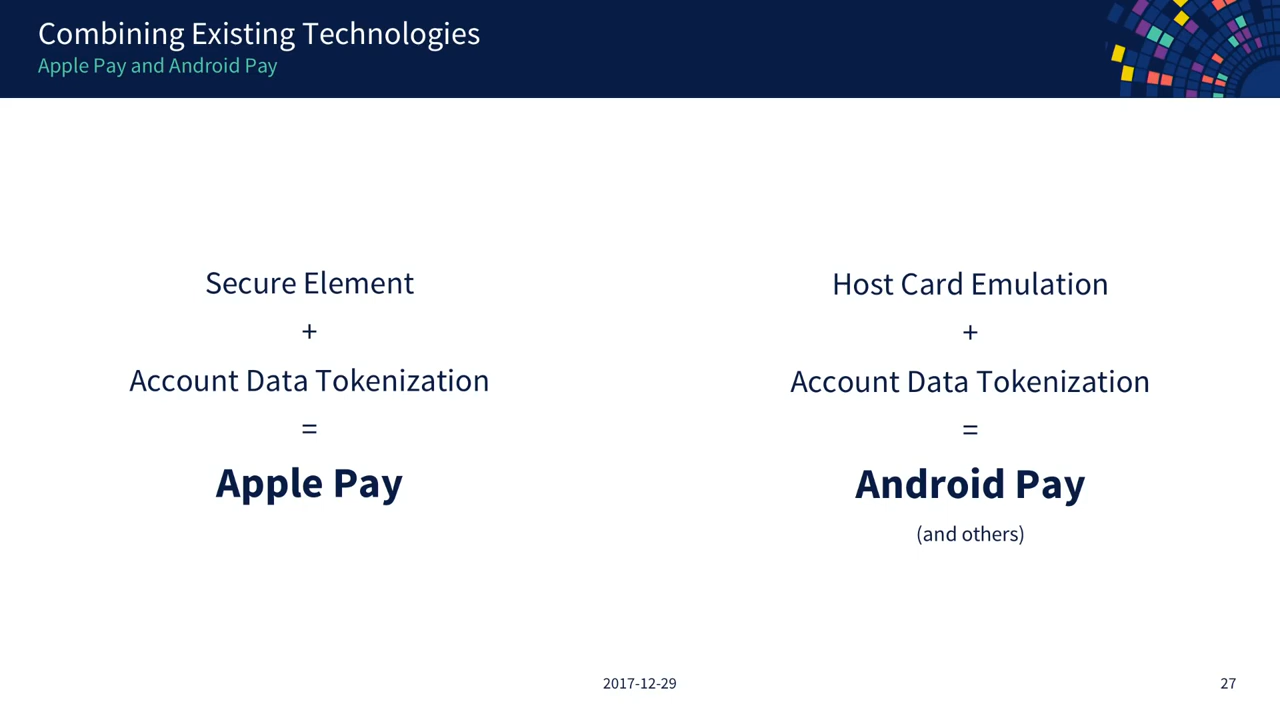 Combining Existing Technologies
Apple Pay and Android Pay
Secure Element
+
Account Data Tokenization
=
Apple Pay
Host Card Emulation
+
Account Data Tokenization
=
Android Pay
(and others)
2017-12-29
27